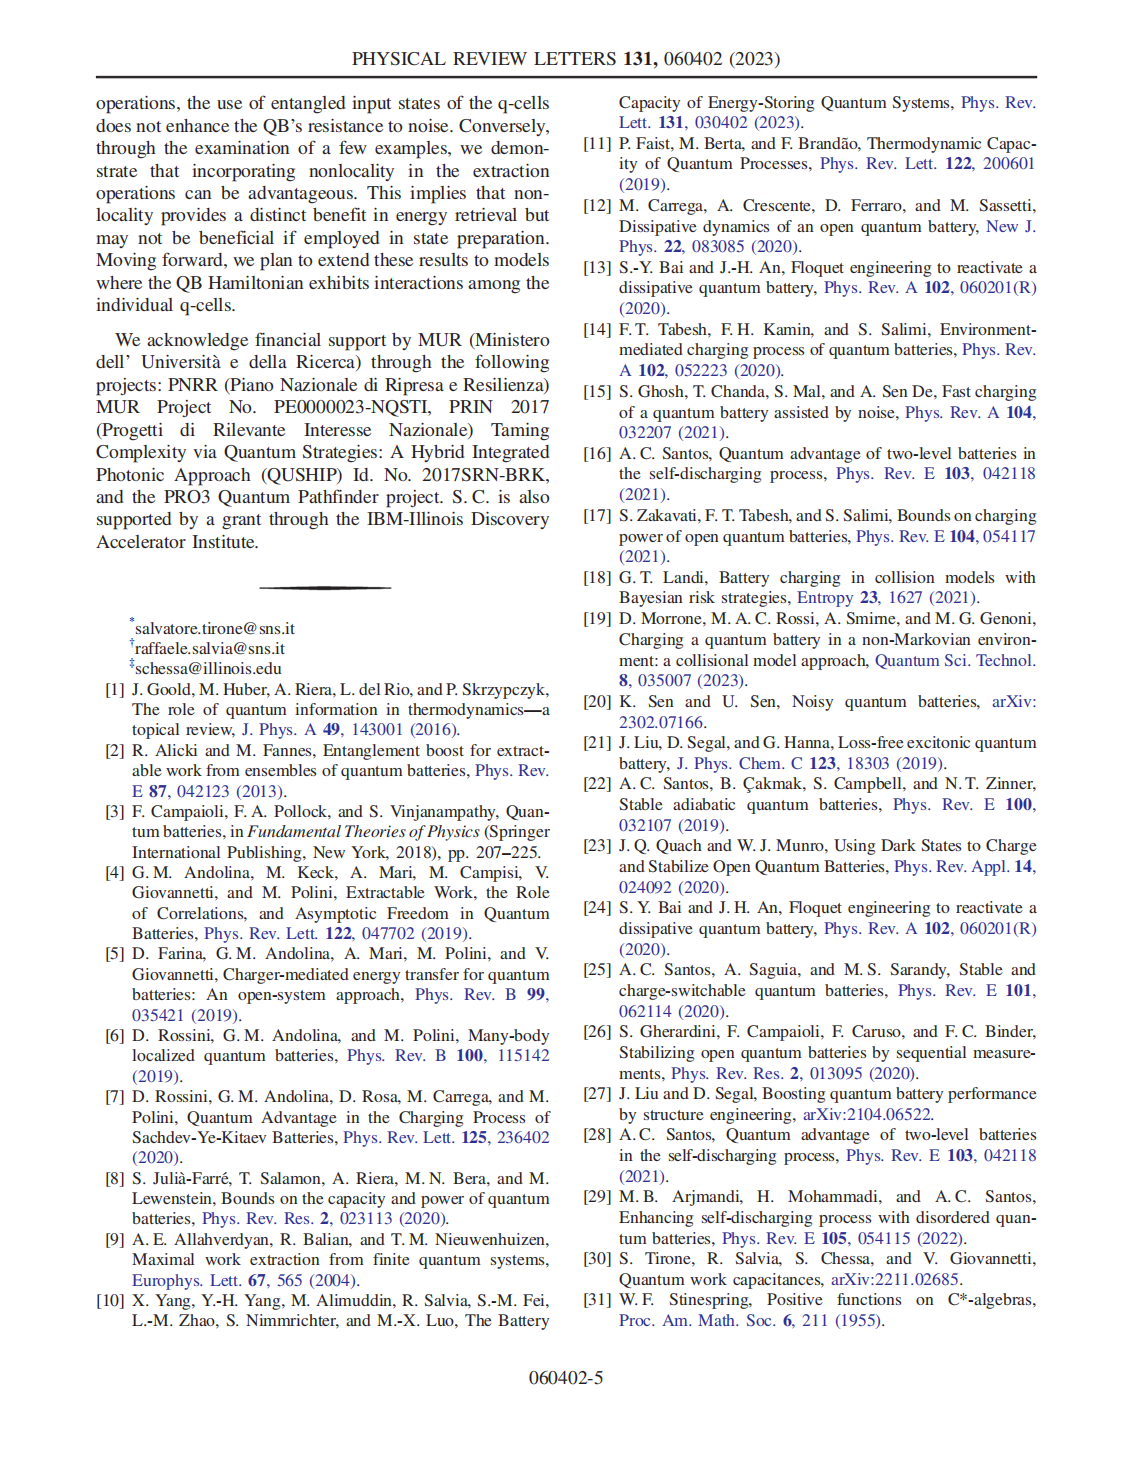 PHYSICAL REVIEW LETTERS 131, 060402 (2023)
operations, the use of entangled input states of the q-cells
does not enhance the QB's resistance to noise. Conversely,
through the examination of a few examples, we demon-
strate that incorporating nonlocality in the extraction
operations can be advantageous. This implies that non-
locality provides a distinct benefit in energy retrieval but
may not be beneficial if employed in state preparation.
Moving forward, we plan to extend these results to models
where the QB Hamiltonian exhibits interactions among the
individual q-cells.
We acknowledge financial support by MUR (Ministero
dell' Università e della Ricerca) through the following
projects: PNRR (Piano Nazionale di Ripresa e Resilienza)
MUR Project No. PE0000023-NQSTI, PRIN 2017
(Progetti di Rilevante Interesse Nazionale) Taming
Complexity via Quantum Strategies: A Hybrid Integrated
Photonic Approach (QUSHIP) Id. No. 2017SRN-BRK,
and the PRO3 Quantum Pathfinder project. S. C. is also
supported by a grant through the IBM-Illinois Discovery
Accelerator Institute.
*salvatore.tirone@sns.it
†raffaele.salvia@sns.it
‡schessa@illinois.edu
[1] J. Goold, M. Huber, A. Riera, L. del Rio, and P. Skrzypczyk,
The role of quantum information in thermodynamics—a
topical review, J. Phys. A 49, 143001 (2016).
[2] R. Alicki and M. Fannes, Entanglement boost for extract-
able work from ensembles of quantum batteries, Phys. Rev.
E 87, 042123 (2013).
[3] F. Campaioli, F. A. Pollock, and S. Vinjanampathy, Quan-
tum batteries, in Fundamental Theories of Physics (Springer
International Publishing, New York, 2018), pp. 207–225.
[4] G. M. Andolina, M. Keck, A. Mari, M. Campisi, V.
Giovannetti, and M. Polini, Extractable Work, the Role
of Correlations, and Asymptotic Freedom in Quantum
Batteries, Phys. Rev. Lett. 122, 047702 (2019).
[5] D. Farina, G. M. Andolina, A. Mari, M. Polini, and V.
Giovannetti, Charger-mediated energy transfer for quantum
batteries: An open-system approach, Phys. Rev. B 99,
035421 (2019).
[6] D. Rossini, G. M. Andolina, and M. Polini, Many-body
localized quantum batteries, Phys. Rev. B 100, 115142
(2019).
[7] D. Rossini, G. M. Andolina, D. Rosa, M. Carrega, and M.
Polini, Quantum Advantage in the Charging Process of
Sachdev-Ye-Kitaev Batteries, Phys. Rev. Lett. 125, 236402
(2020).
[8] S. Julià-Farré, T. Salamon, A. Riera, M. N. Bera, and M.
Lewenstein, Bounds on the capacity and power of quantum
batteries, Phys. Rev. Res. 2, 023113 (2020).
[9] A. E. Allahverdyan, R. Balian, and T. M. Nieuwenhuizen,
Maximal work extraction from finite quantum systems,
Europhys. Lett. 67, 565 (2004).
[10] X. Yang, Y.-H. Yang, M. Alimuddin, R. Salvia, S.-M. Fei,
L.-M. Zhao, S. Nimmrichter, and M.-X. Luo, The Battery
Capacity of Energy-Storing Quantum Systems, Phys. Rev.
Lett. 131, 030402 (2023).
[11] P. Faist, M. Berta, and F. Brandão, Thermodynamic Capac-
ity of Quantum Processes, Phys. Rev. Lett. 122, 200601
(2019).
[12] M. Carrega, A. Crescente, D. Ferraro, and M. Sassetti,
Dissipative dynamics of an open quantum battery, New J.
Phys. 22, 083085 (2020).
[13] S.-Y. Bai and J.-H. An, Floquet engineering to reactivate a
dissipative quantum battery, Phys. Rev. A 102, 060201(R)
(2020).
[14] F. T. Tabesh, F. H. Kamin, and S. Salimi, Environment-
mediated charging process of quantum batteries, Phys. Rev.
A 102, 052223 (2020).
[15] S. Ghosh, T. Chanda, S. Mal, and A. Sen De, Fast charging
of a quantum battery assisted by noise, Phys. Rev. A 104,
032207 (2021).
[16] A. C. Santos, Quantum advantage of two-level batteries in
the self-discharging process, Phys. Rev. E 103, 042118
(2021).
[17] S. Zakavati, F. T. Tabesh, and S. Salimi, Bounds on charging
power of open quantum batteries, Phys. Rev. E 104, 054117
(2021).
[18] G. T. Landi, Battery charging in collision models with
Bayesian risk strategies, Entropy 23, 1627 (2021).
[19] D. Morrone, M. A. C. Rossi, A. Smirne, and M. G. Genoni,
Charging a quantum battery in a non-Markovian environ-
ment: a collisional model approach, Quantum Sci. Technol.
8, 035007 (2023).
[20] K. Sen and U. Sen, Noisy quantum batteries, arXiv:
2302.07166.
[21] J. Liu, D. Segal, and G. Hanna, Loss-free excitonic quantum
battery, J. Phys. Chem. C 123, 18303 (2019).
[22] A. C. Santos, B. Çakmak, S. Campbell, and N. T. Zinner,
Stable adiabatic quantum batteries, Phys. Rev. E 100,
032107 (2019).
[23] J. Q. Quach and W. J. Munro, Using Dark States to Charge
and Stabilize Open Quantum Batteries, Phys. Rev. Appl. 14,
024092 (2020).
[24] S. Y. Bai and J. H. An, Floquet engineering to reactivate a
dissipative quantum battery, Phys. Rev. A 102, 060201(R)
(2020).
[25] A. C. Santos, A. Saguia, and M. S. Sarandy, Stable and
charge-switchable quantum batteries, Phys. Rev. E 101,
062114 (2020).
[26] S. Gherardini, F. Campaioli, F. Caruso, and F. C. Binder,
Stabilizing open quantum batteries by sequential measure-
ments, Phys. Rev. Res. 2, 013095 (2020).
[27] J. Liu and D. Segal, Boosting quantum battery performance
by structure engineering, arXiv:2104.06522.
[28] A. C. Santos, Quantum advantage of two-level batteries
in the self-discharging process, Phys. Rev. E 103, 042118
(2021).
[29] M. B. Arjmandi, H. Mohammadi, and A. C. Santos,
Enhancing self-discharging process with disordered quan-
tum batteries, Phys. Rev. E 105, 054115 (2022).
[30] S. Tirone, R. Salvia, S. Chessa, and V. Giovannetti,
Quantum work capacitances, arXiv:2211.02685.
[31] W. F. Stinespring, Positive functions on C*-algebras,
Proc. Am. Math. Soc. 6, 211 (1955).
060402-5